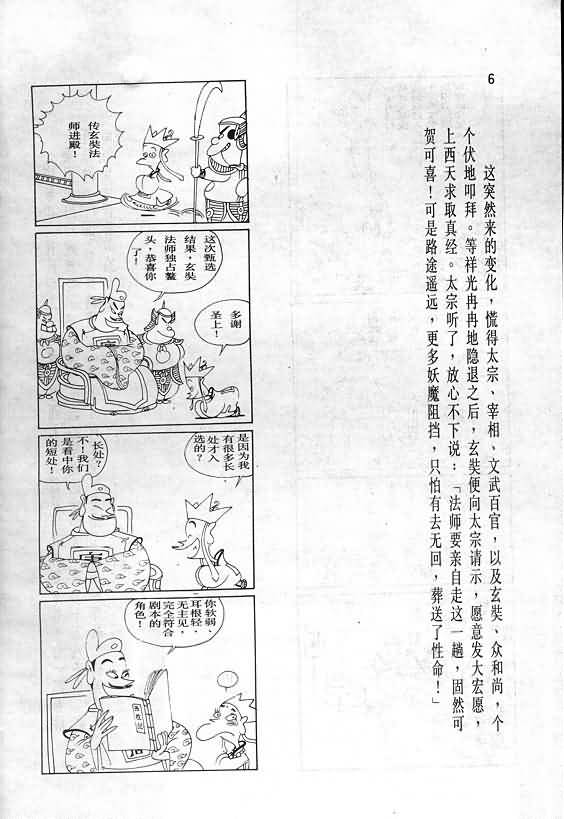 6
这突然来的变化，慌得太宗、宰相、文武百官，以及玄奘、众和尚，个
个伏地叩拜。等祥光冉冉地隐退之后，玄奘便向太宗请示，愿意发大宏愿，
上西天求取真经。太宗听了，放心不下说：「法师要亲自走这一趟，固然可
贺可喜！可是路途遥远，更多妖魔阻挡，只怕有去无回，葬送了性命！」
传玄奘法
师进殿！
这次甄选
结果，玄奘
法师独占鳌
头，恭喜你
了！
多谢
圣上！
是因为我
有很多长
处才入
选的？
长处？
不！我们
是看中你
的短处！
你软弱、
耳根轻、
无主见，
完全符合
剧本的
角色！